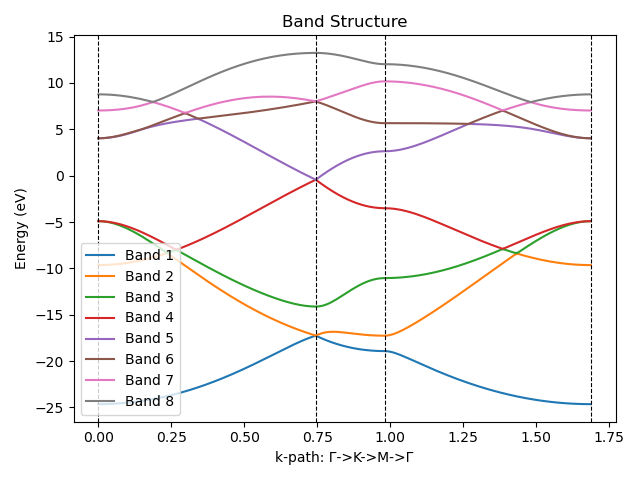 Band Structure
Energy (eV)
15
10
5
0
−5
−10
−15
−20
−25
Band 1
Band 2
Band 3
Band 4
Band 5
Band 6
Band 7
Band 8
0.00 0.25 0.50 0.75 1.00 1.25 1.50 1.75
k-path: Γ->K->M->Γ